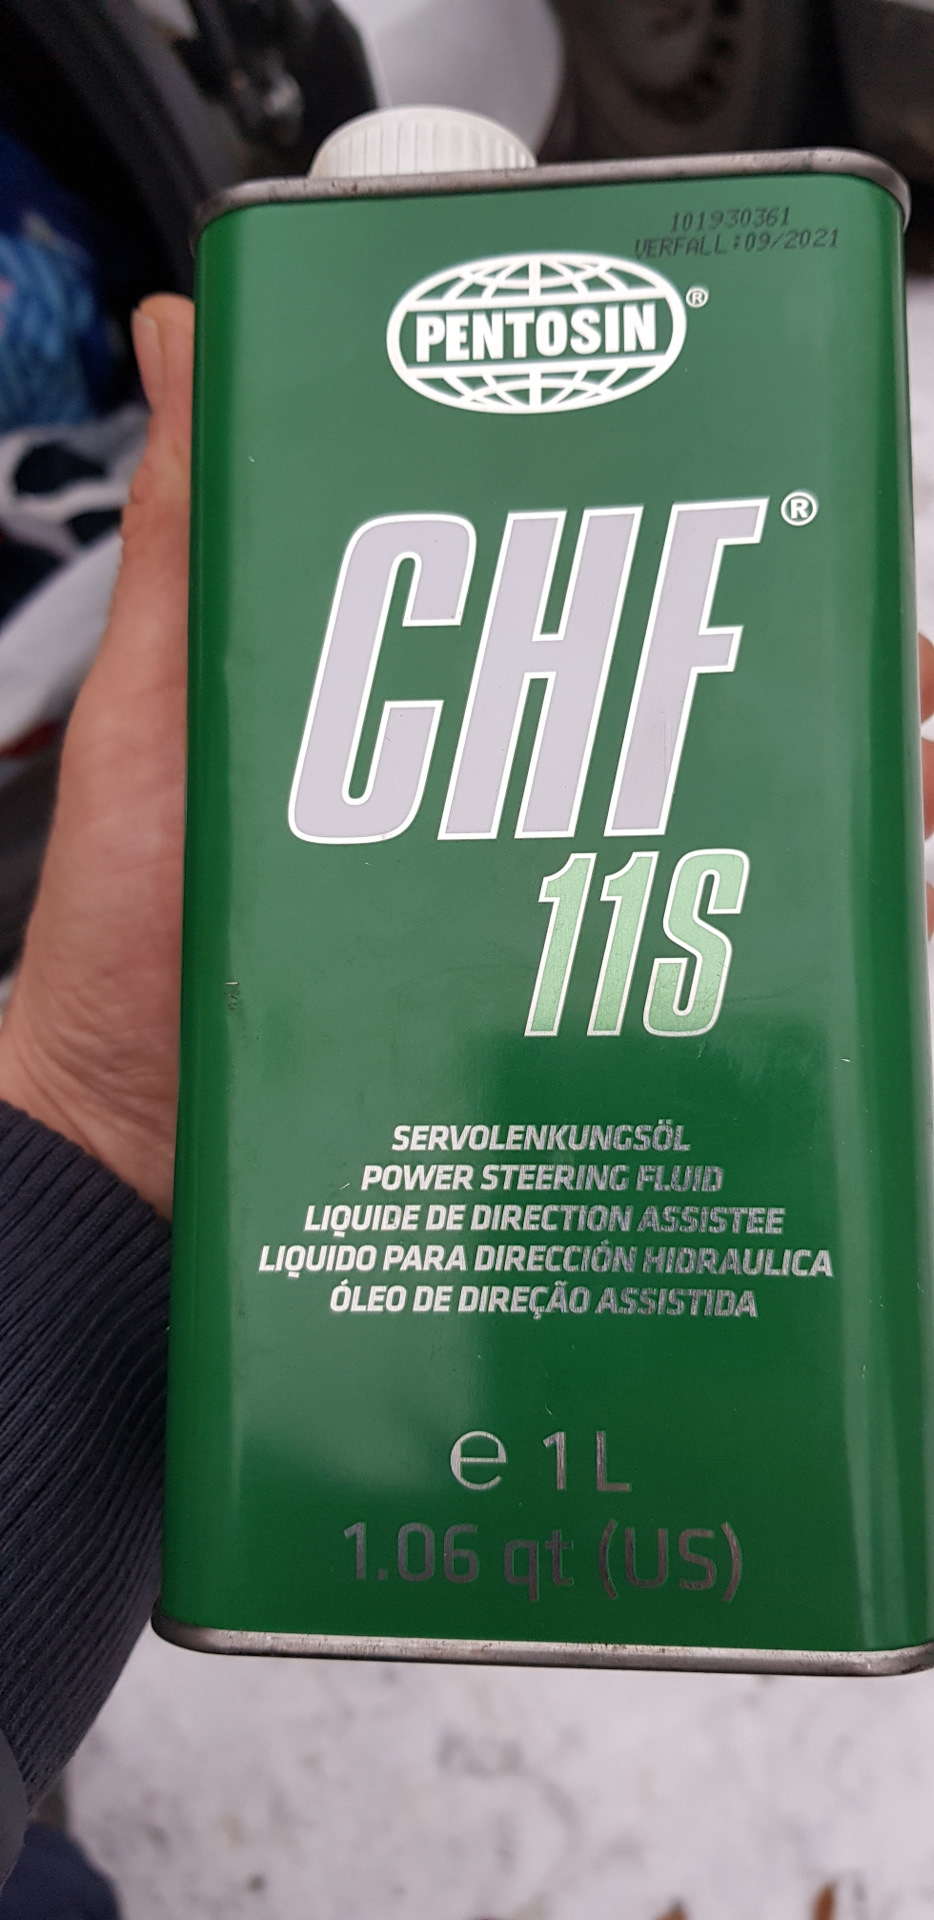 101930361
VERFALL:09/2021
PENTOSIN®
CHF®
11S
SERVOLENKUNGSÖL
POWER STEERING FLUID
LIQUIDE DE DIRECTION ASSISTEE
LIQUIDO PARA DIRECCIÓN HIDRAULICA
ÓLEO DE DIREÇÃO ASSISTIDA
e 1 L
1.06 qt (US)